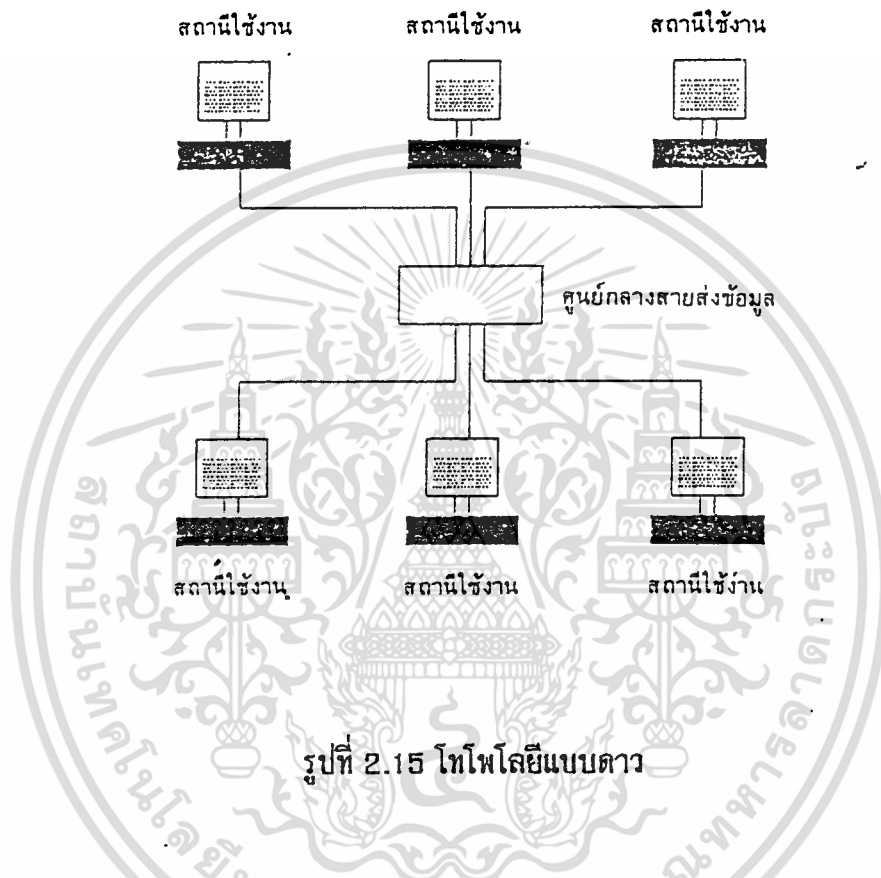 สถานีใช้งาน สถานีใช้งาน สถานีใช้งาน
ศูนย์กลางสายส่งข้อมูล
สถานีใช้งาน สถานีใช้งาน สถานีใช้งาน
รูปที่ 2.15 โทโพโลยีแบบดาว